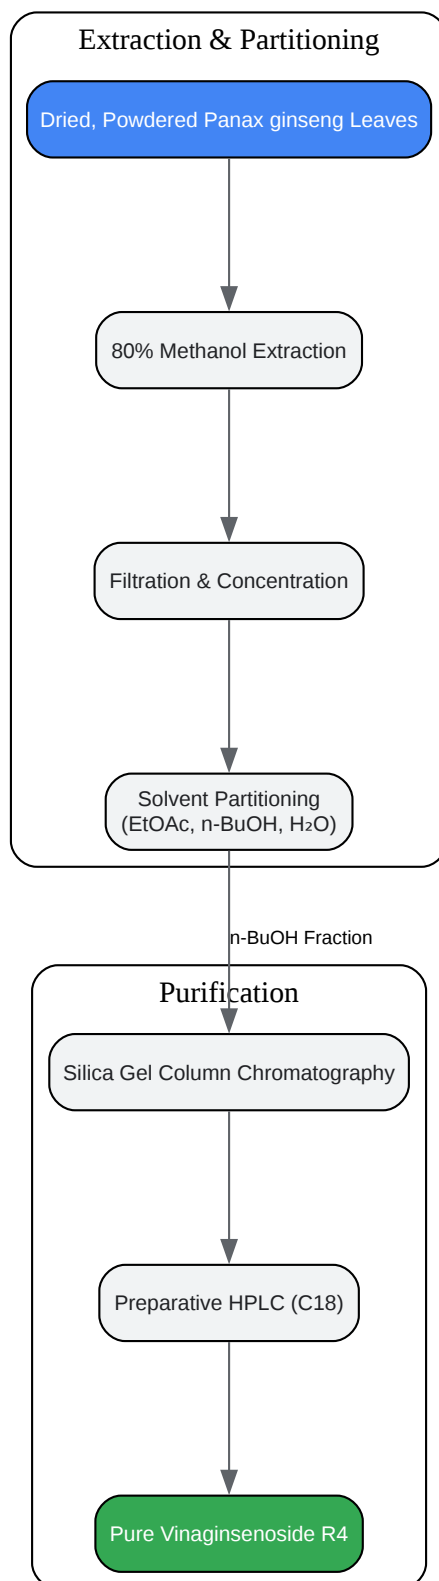 Extraction & Partitioning
Dried, Powdered Panax ginseng Leaves
80% Methanol Extraction
Filtration & Concentration
Solvent Partitioning
(EtOAc, n-BuOH, H₂O)
n-BuOH Fraction
Purification
Silica Gel Column Chromatography
Preparative HPLC (C18)
Pure Vinaginsenoside R4